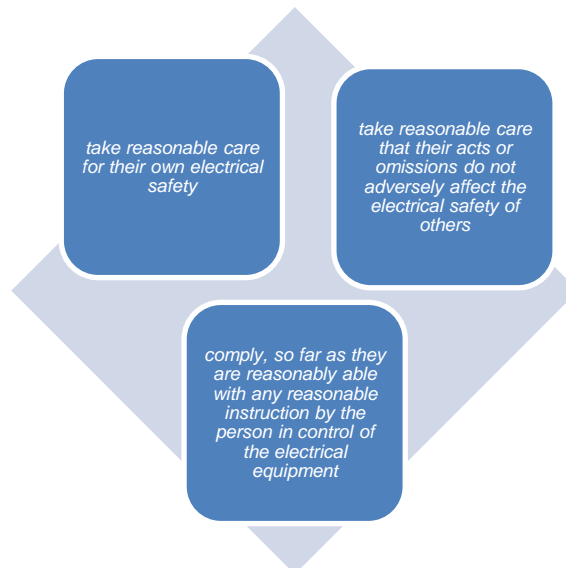 take reasonable care
for their own electrical
safety
take reasonable care
that their acts or
omissions do not
adversely affect the
electrical safety of
others
comply, so far as they
are reasonably able
with any reasonable
instruction by the
person in control of
the electrical
equipment